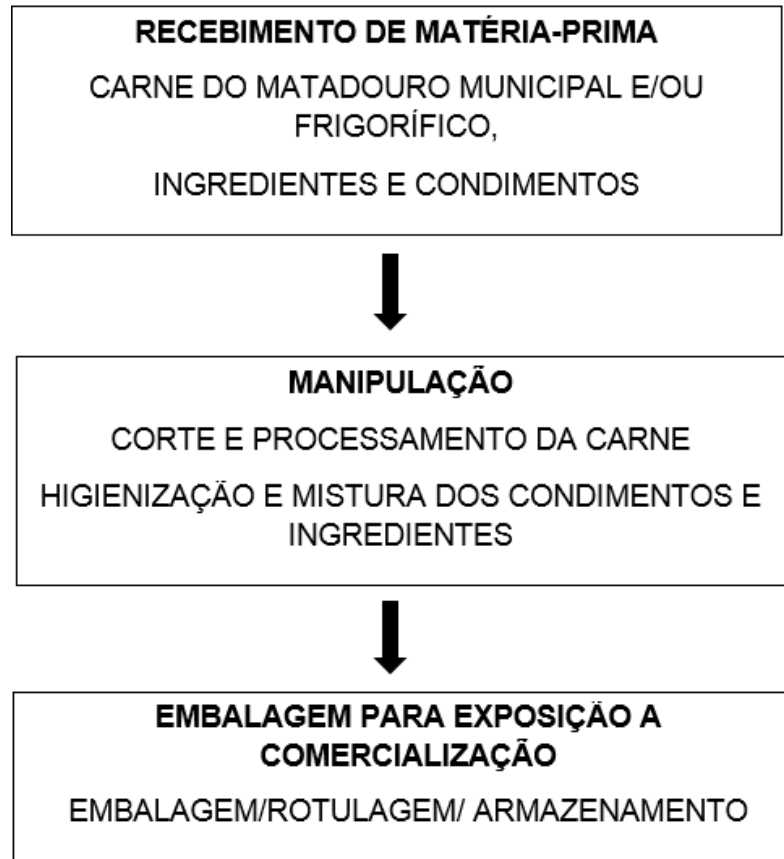 RECEBIMENTO DE MATÉRIA-PRIMA
CARNE DO MATADOURO MUNICIPAL E/OU
FRIGORÍFICO,
INGREDIENTES E CONDIMENTOS
MANIPULAÇÃO
CORTE E PROCESSAMENTO DA CARNE
HIGIENIZAÇÃO E MISTURA DOS CONDIMENTOS E
INGREDIENTES
EMBALAGEM PARA EXPOSIÇÃO A
COMERCIALIZAÇÃO
EMBALAGEM/ROTULAGEM/ ARMAZENAMENTO